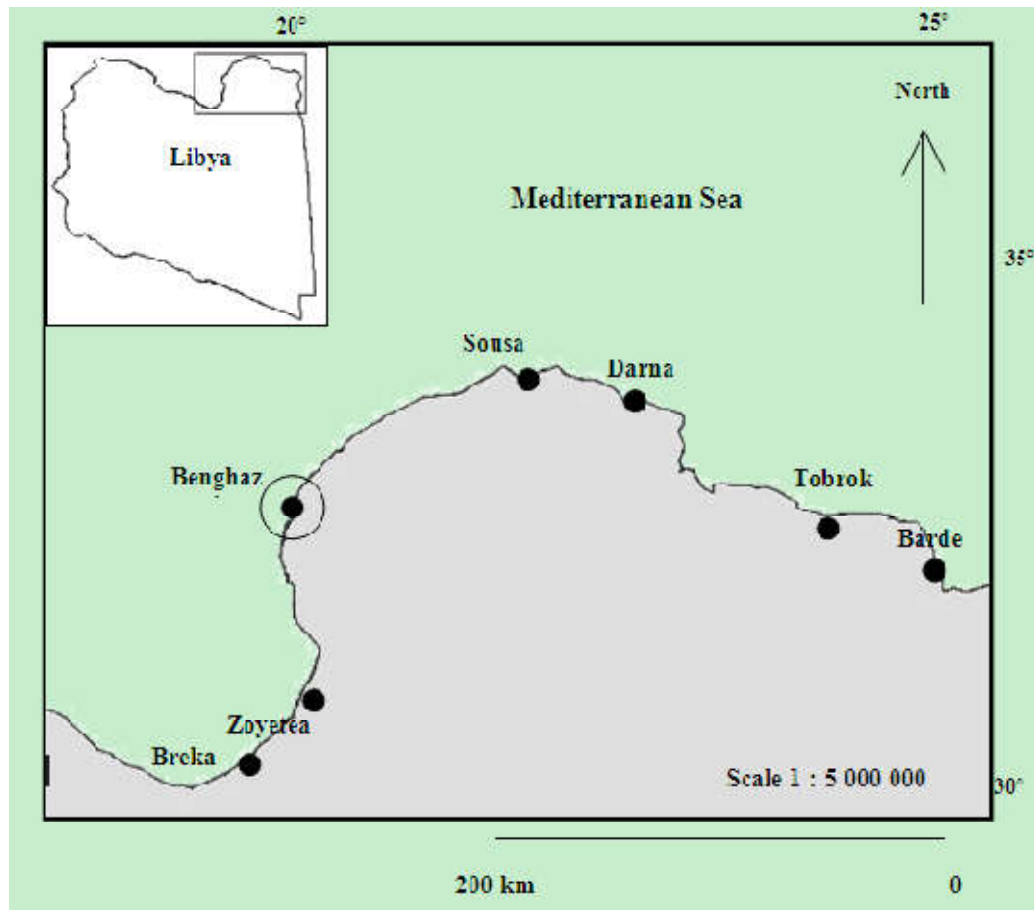 20°
25°
North
Libya
Mediterranean Sea
35°
Sousa
Darna
Benghaz
Tobrok
Barde
Zoyetea
Breka
Scale 1 : 5 000 000
30°
200 km
0